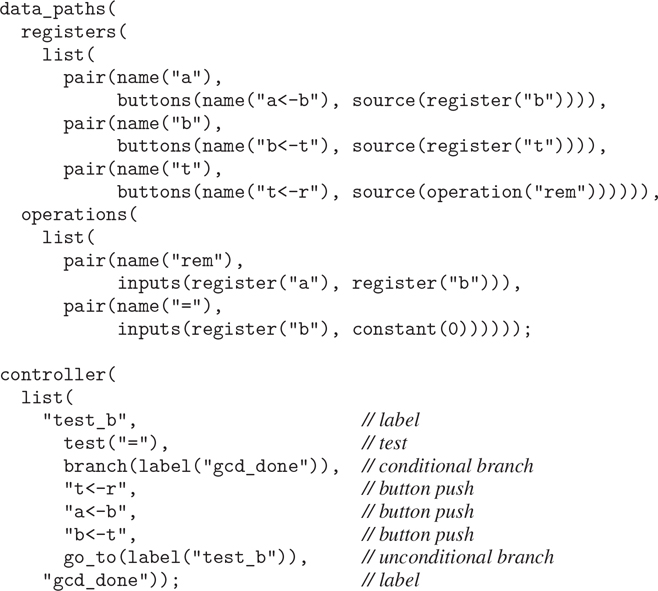 data_paths(
  registers(
    list(
      pair(name("a"),
           buttons(name("a<-b"), source(register("b")))),
      pair(name("b"),
           buttons(name("b<-t"), source(register("t")))),
      pair(name("t"),
           buttons(name("t<-r"), source(operation("rem")))))),
  operations(
    list(
      pair(name("rem"),
           inputs(register("a"), register("b"))),
      pair(name("="),
           inputs(register("b"), constant(0))))));

controller(
  list(
    "test_b",                     // label
      test("="),                  // test
      branch(label("gcd_done")),  // conditional branch
      "t<-r",                     // button push
      "a<-b",                     // button push
      "b<-t",                     // button push
      go_to(label("test_b")),     // unconditional branch
    "gcd_done"));                 // label